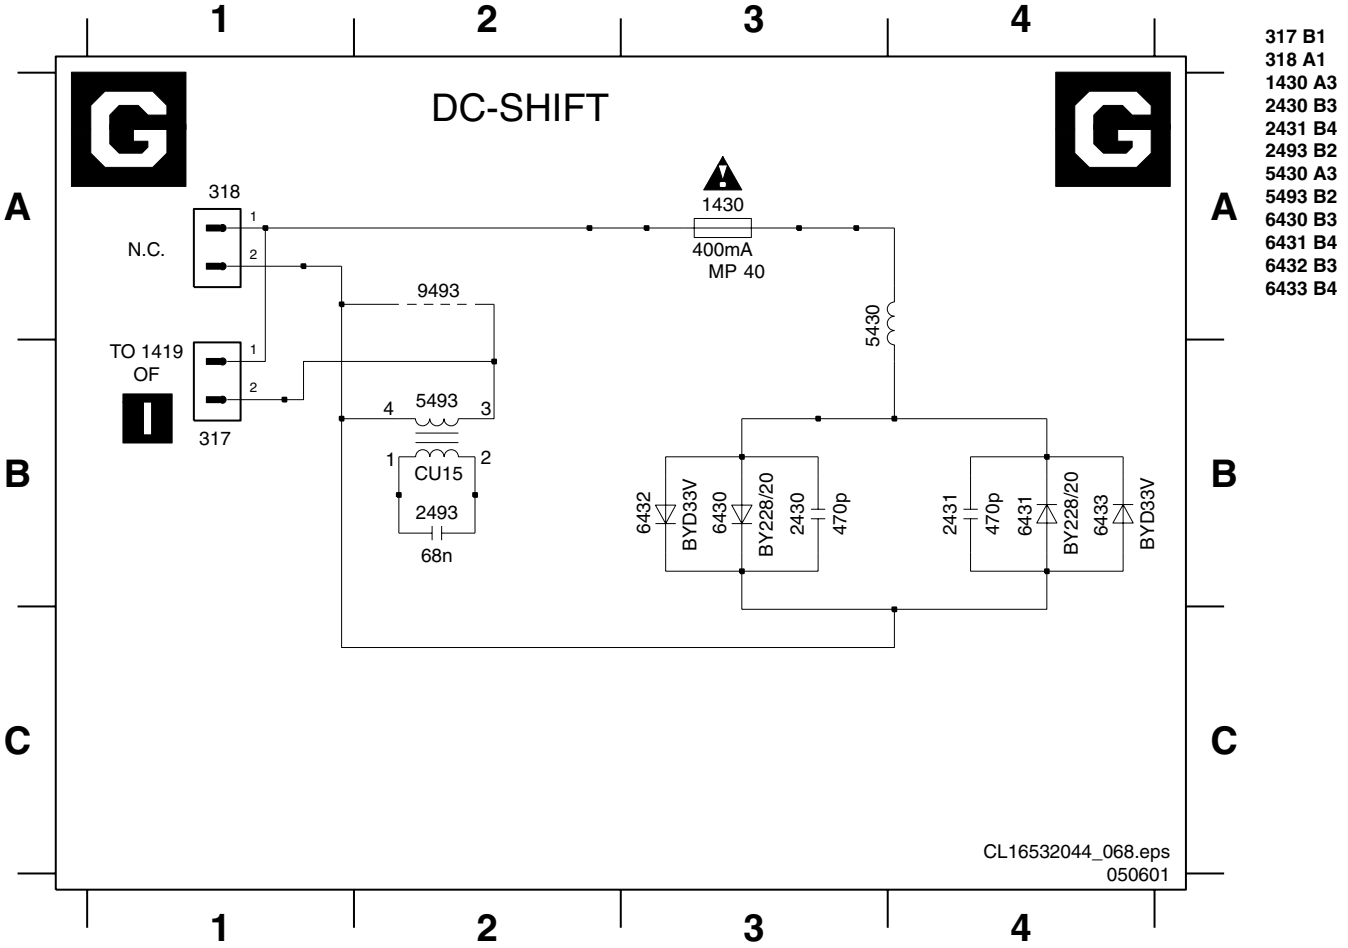 1 2 3 4
317 B1
318 A1
1430 A3
2430 B3
2431 B4
2493 B2
5430 A3
5493 B2
6430 B3
6431 B4
6432 B3
6433 B4
G DC-SHIFT G
A A
318
1430
1
N.C.
400mA
2
MP 40
9493
5430
TO 1419
1
OF
2
I
317
4 5493 3
1 2
CU15
B B
2493
68n
6432
BYD33V
6430
BY228/20
2430
470p
2431
470p
6431
BY228/20
6433
BYD33V
C C
CL16532044_068.eps
050601
1 2 3 4